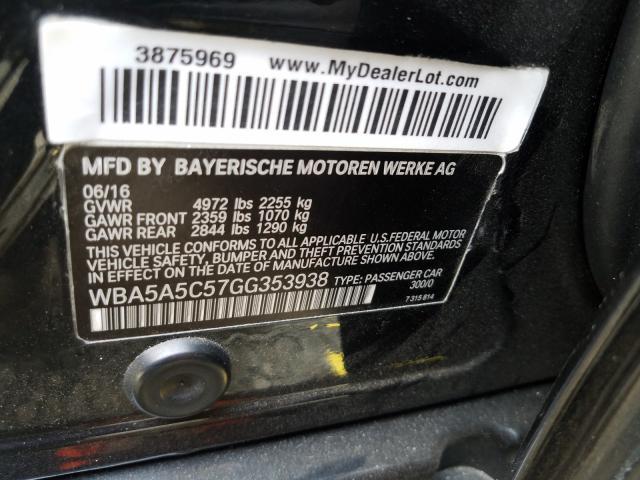 3875969 www.MyDealerLot.com
MFD BY BAYERISCHE MOTOREN WERKE AG
06/16
GVWR 4972 lbs 2255 kg
GAWR FRONT 2359 lbs 1070 kg
GAWR REAR 2844 lbs 1290 kg
THIS VEHICLE CONFORMS TO ALL APPLICABLE U.S.FEDERAL MOTOR
VEHICLE SAFETY, BUMPER, AND THEFT PREVENTION STANDARDS
IN EFFECT ON THE DATE OF MANUFACTURE SHOWN ABOVE.
WBA5A5C57GG353938 TYPE: PASSENGER CAR
300/0
7 315 814